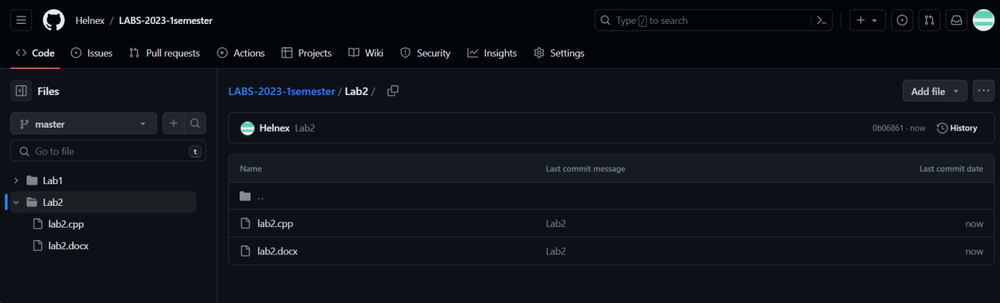 Helnex / LABS-2023-1semester
Type / to search
Code Issues Pull requests Actions Projects Wiki Security Insights Settings
Files
master
Go to file t
Lab1
Lab2
lab2.cpp
lab2.docx
LABS-2023-1semester / Lab2 /
Add file
Helnex Lab2 0b06861 · now History
Name Last commit message Last commit date
..
lab2.cpp Lab2 now
lab2.docx Lab2 now